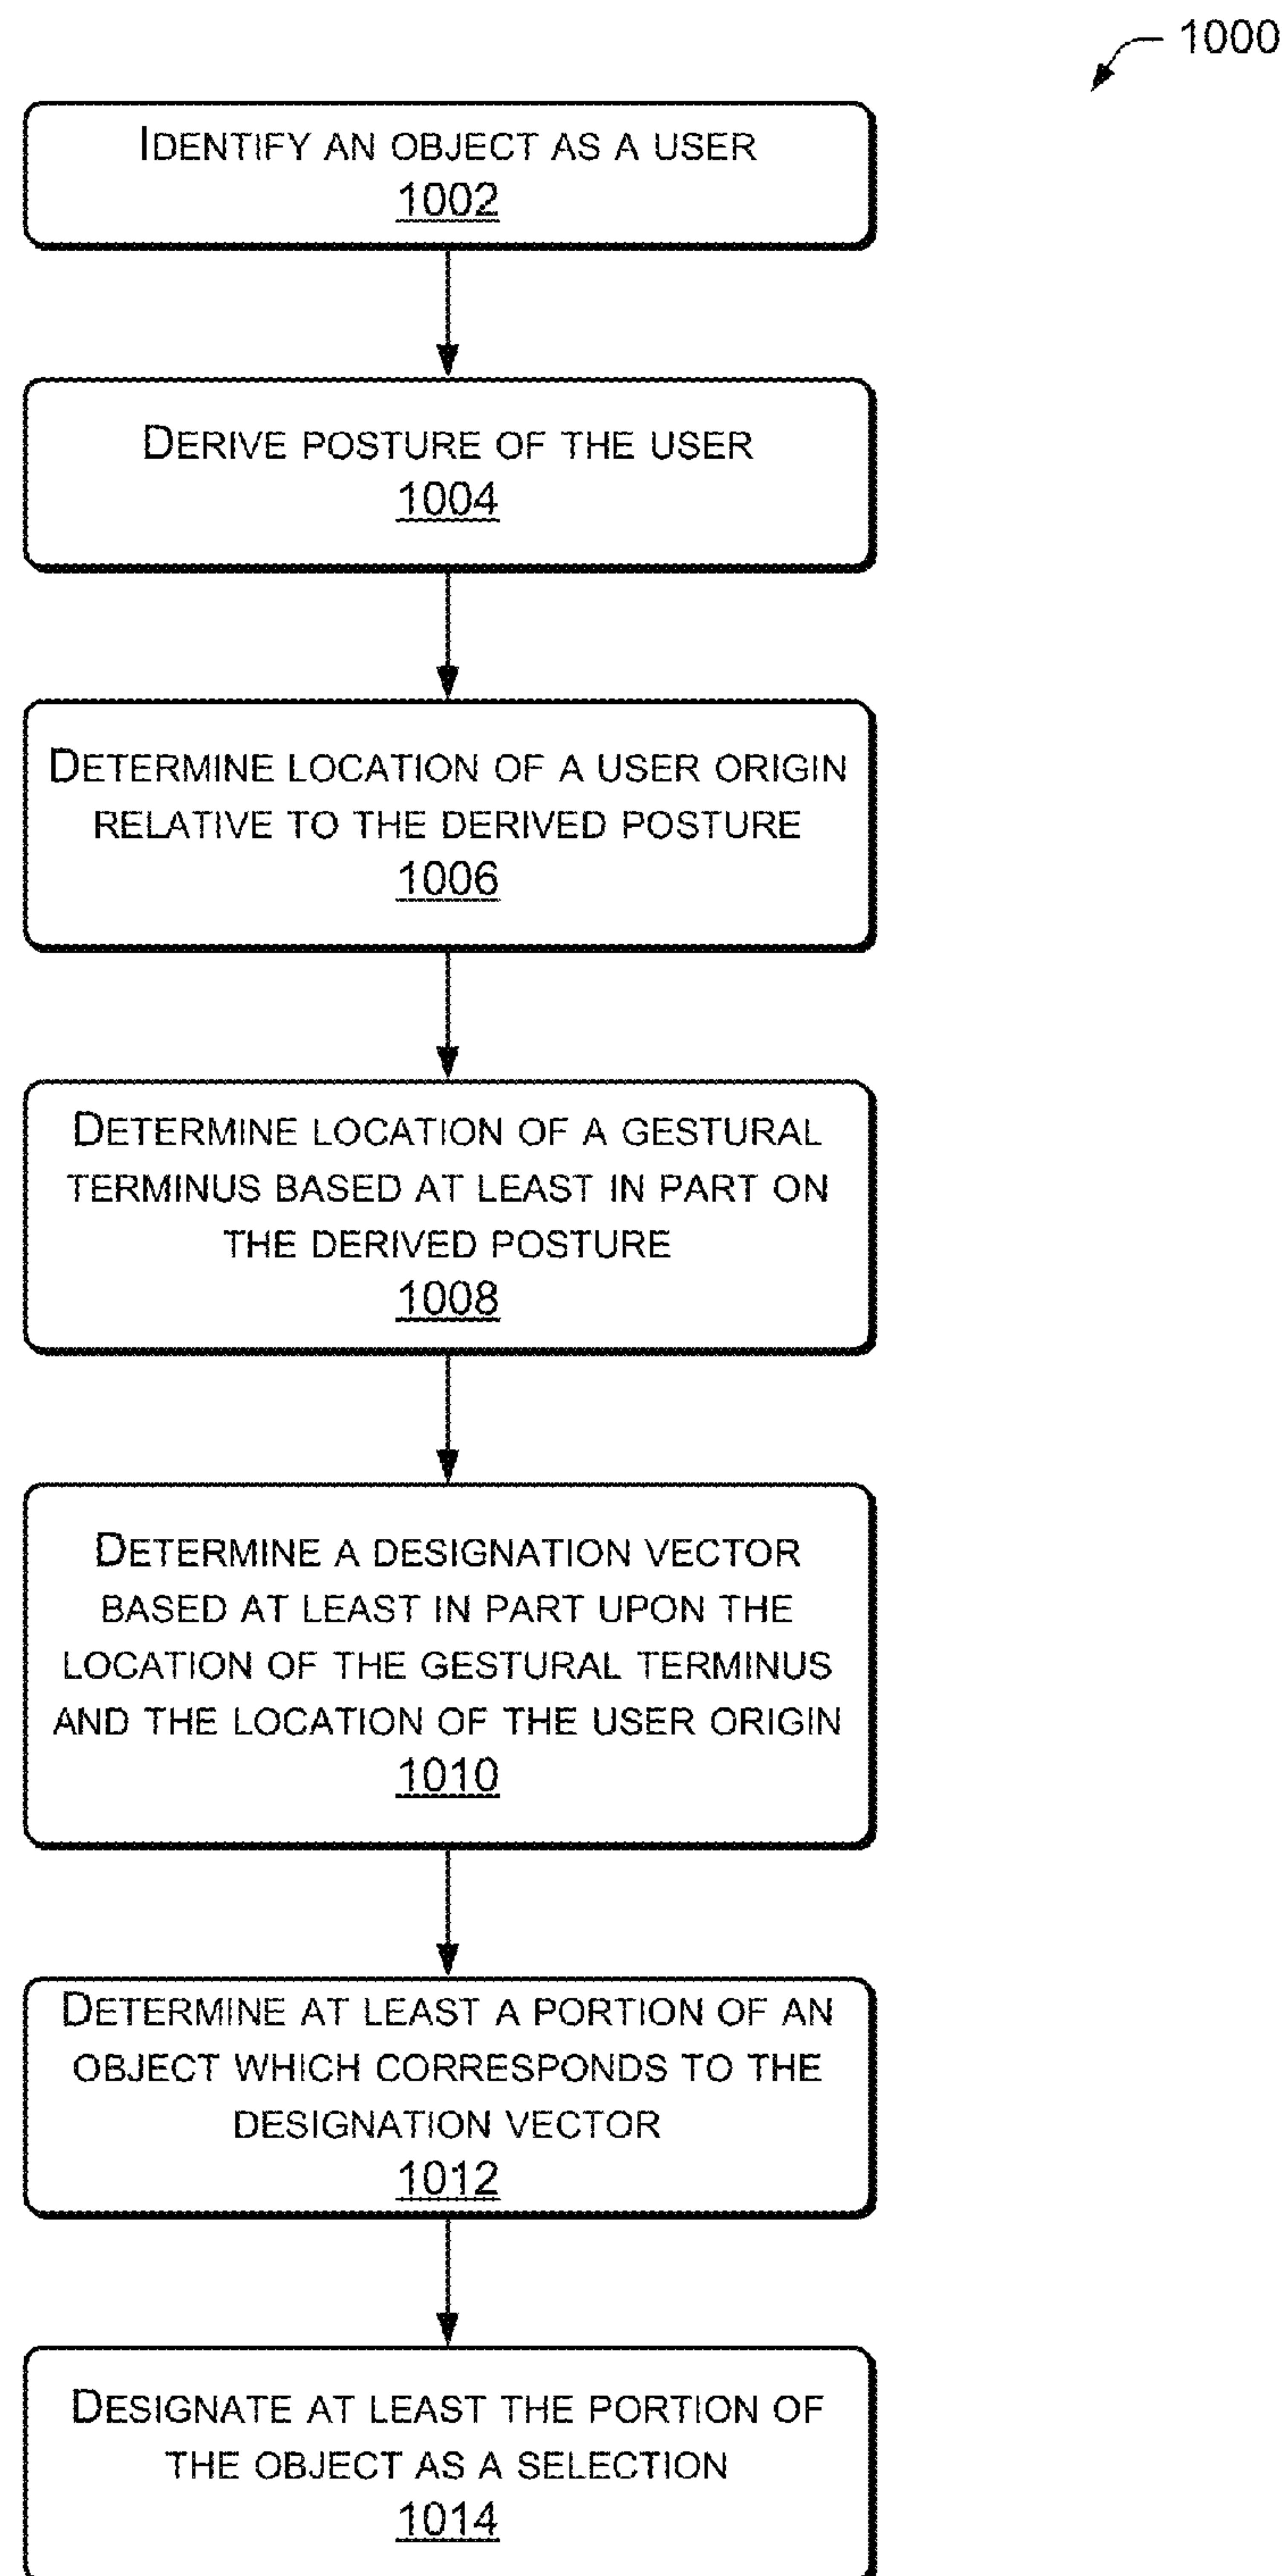 1000
IDENTIFY AN OBJECT AS A USER
1002
DERIVE POSTURE OF THE USER
1004
DETERMINE LOCATION OF A USER ORIGIN
RELATIVE TO THE DERIVED POSTURE
1006
DETERMINE LOCATION OF A GESTURAL
TERMINUS BASED AT LEAST IN PART ON
THE DERIVED POSTURE
1008
DETERMINE A DESIGNATION VECTOR
BASED AT LEAST IN PART UPON THE
LOCATION OF THE GESTURAL TERMINUS
AND THE LOCATION OF THE USER ORIGIN
1010
DETERMINE AT LEAST A PORTION OF AN
OBJECT WHICH CORRESPONDS TO THE
DESIGNATION VECTOR
1012
DESIGNATE AT LEAST THE PORTION OF
THE OBJECT AS A SELECTION
1014